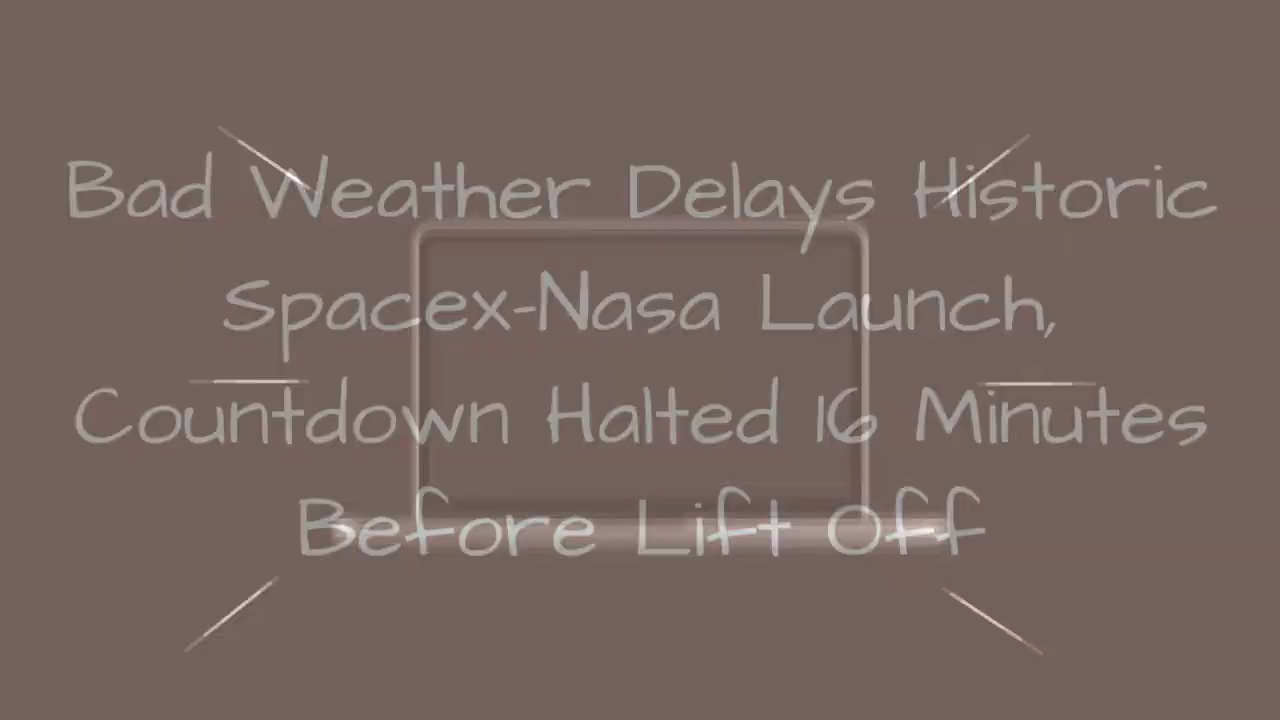 Bad Weather Delays Historic
Spacex-Nasa Launch,
Countdown Halted 16 Minutes
Before Lift Off